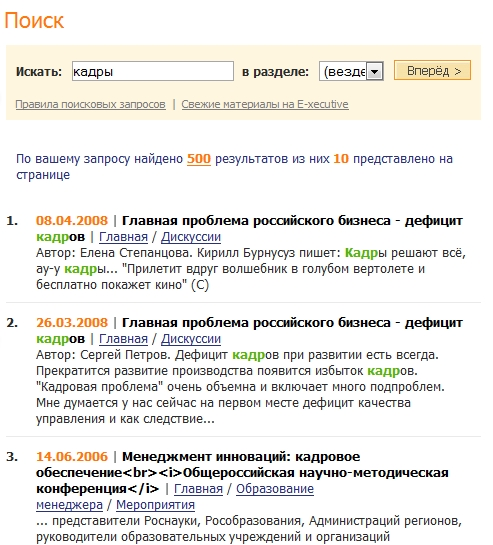 Поиск
Искать: кадры в разделе: (везде Вперёд >
Правила поисковых запросов | Свежие материалы на E-xecutive
По вашему запросу найдено 500 результатов из них 10 представлено на
странице
1. 08.04.2008 | Главная проблема российского бизнеса - дефицит
кадров | Главная / Дискуссии
Автор: Елена Степанцова. Кирилл Бурнусуз пишет: Кадры решают всё,
ау-у кадры... "Прилетит вдруг волшебник в голубом вертолете и
бесплатно покажет кино" (С)
2. 26.03.2008 | Главная проблема российского бизнеса - дефицит
кадров | Главная / Дискуссии
Автор: Сергей Петров. Дефицит кадров при развитии есть всегда.
Прекратится развитие производства появится избыток кадров.
"Кадровая проблема" очень объемна и включает много подпроблем.
Мне думается у нас сейчас на первом месте дефицит качества
управления и как следствие...
3. 14.06.2006 | Менеджмент инноваций: кадровое
обеспечение<br><i>Общероссийская научно-методическая
конференция</i> | Главная / Образование
менеджера / Мероприятия
... представители Роснауки, Рособразования, Администраций регионов,
руководители образовательных учреждений и организаций